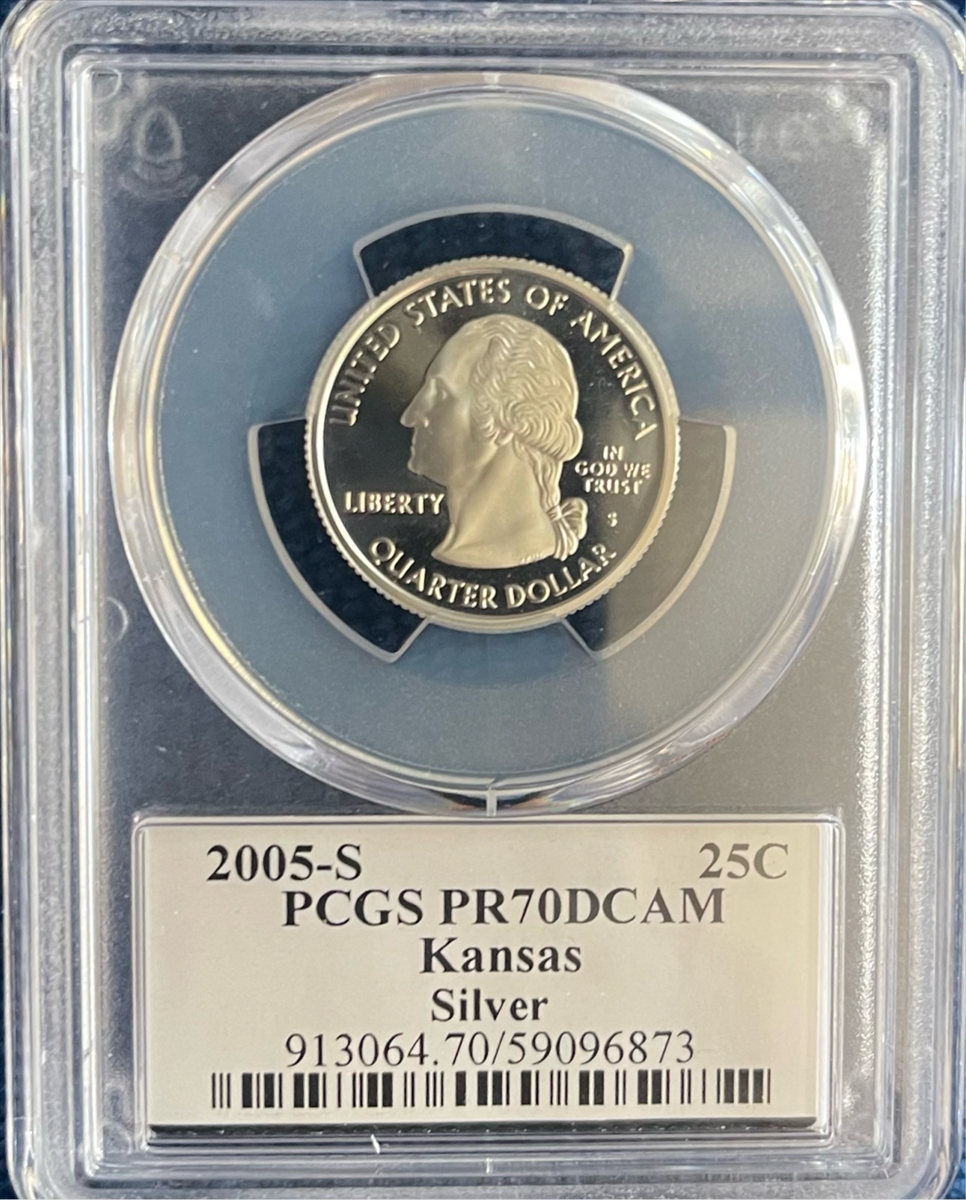 UNITED STATES OF AMERICA
LIBERTY
IN
GOD WE
TRUST
S
QUARTER DOLLAR
2005-S 25C
PCGS PR70DCAM
Kansas
Silver
913064.70/59096873